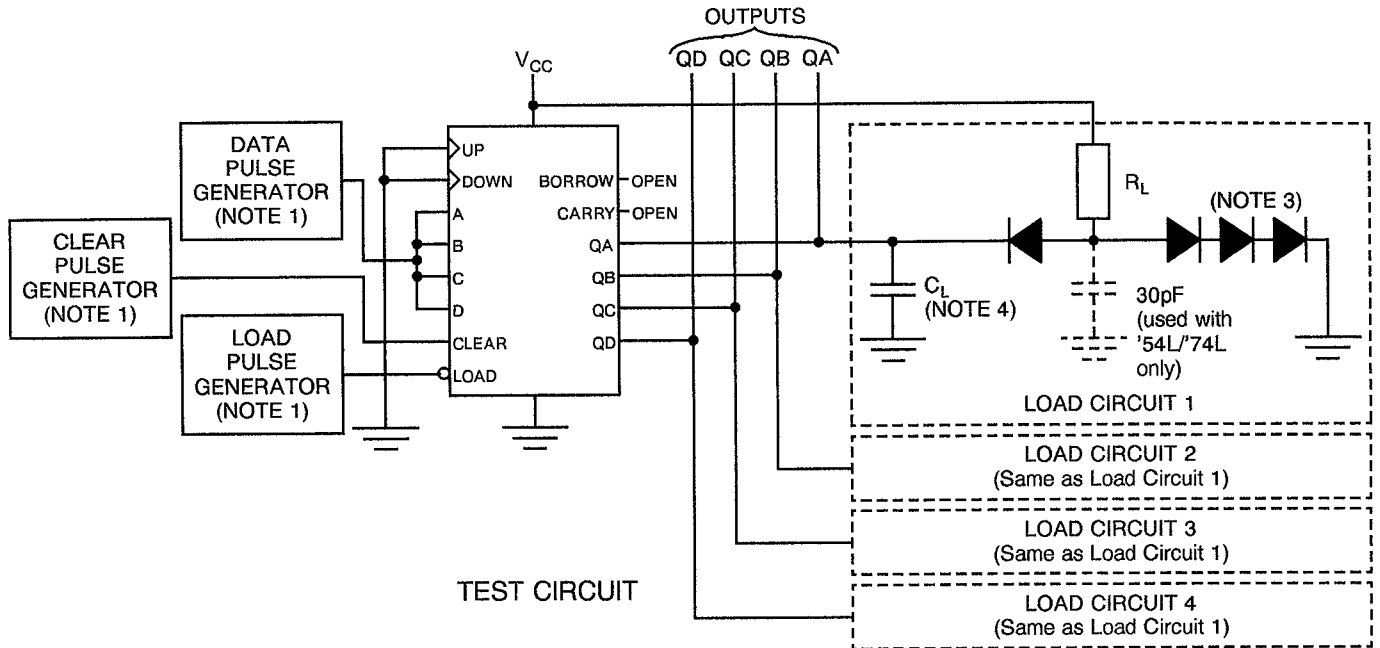 OUTPUTS
QD QC QB QA
VCC
DATA
PULSE
GENERATOR
(NOTE 1)
CLEAR
PULSE
GENERATOR
(NOTE 1)
LOAD
PULSE
GENERATOR
(NOTE 1)
UP
DOWN
A
B
C
D
CLEAR
LOAD
BORROW
CARRY
QA
QB
QC
QD
OPEN
OPEN
RL
(NOTE 3)
CL
(NOTE 4)
30pF
(used with
'54L/'74L
only)
LOAD CIRCUIT 1
LOAD CIRCUIT 2
(Same as Load Circuit 1)
LOAD CIRCUIT 3
(Same as Load Circuit 1)
LOAD CIRCUIT 4
(Same as Load Circuit 1)
TEST CIRCUIT